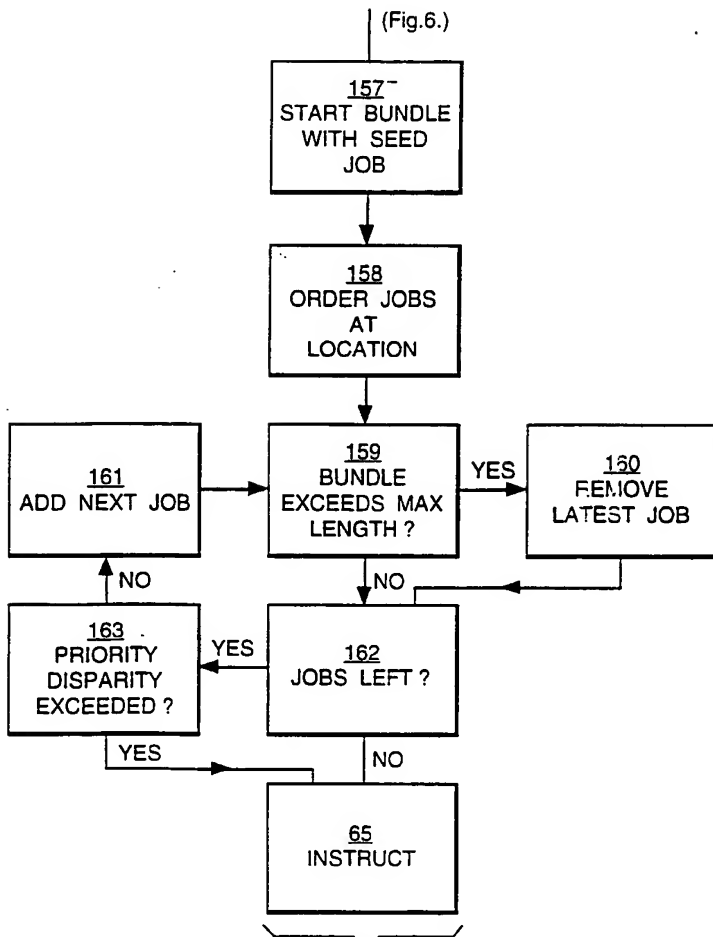 (Fig.6.)
157
START BUNDLE
WITH SEED
JOB
158
ORDER JOBS
AT
LOCATION
161
ADD NEXT JOB
159
BUNDLE
EXCEEDS MAX
LENGTH ?
YES
160
REMOVE
LATEST JOB
NO
NO
163
PRIORITY
DISPARITY
EXCEEDED ?
YES
162
JOBS LEFT ?
YES
NO
65
INSTRUCT